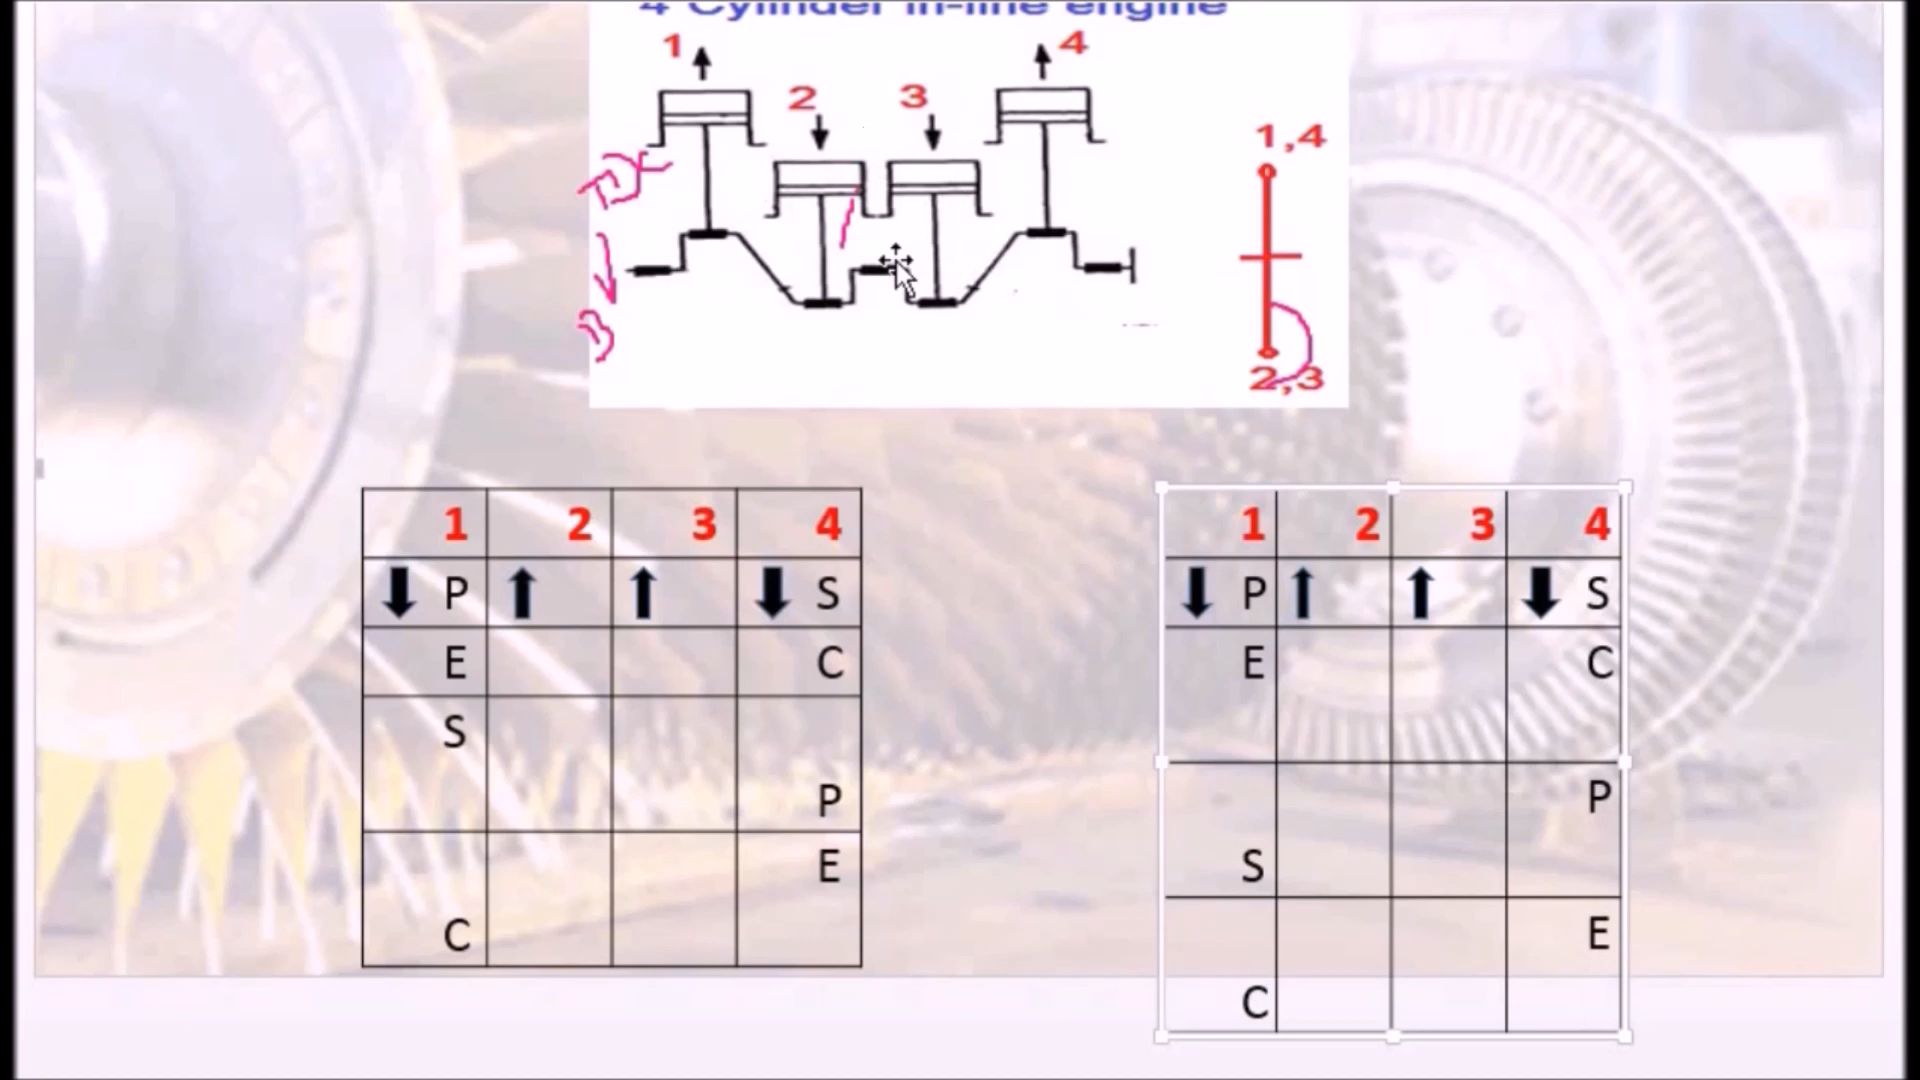 4 Cylinder in-line engine
1 4
2 3
1,4
2,3
1 2 3 4
P S
E C
S
P
E
C
1 2 3 4
P S
E C
P
S
E
C